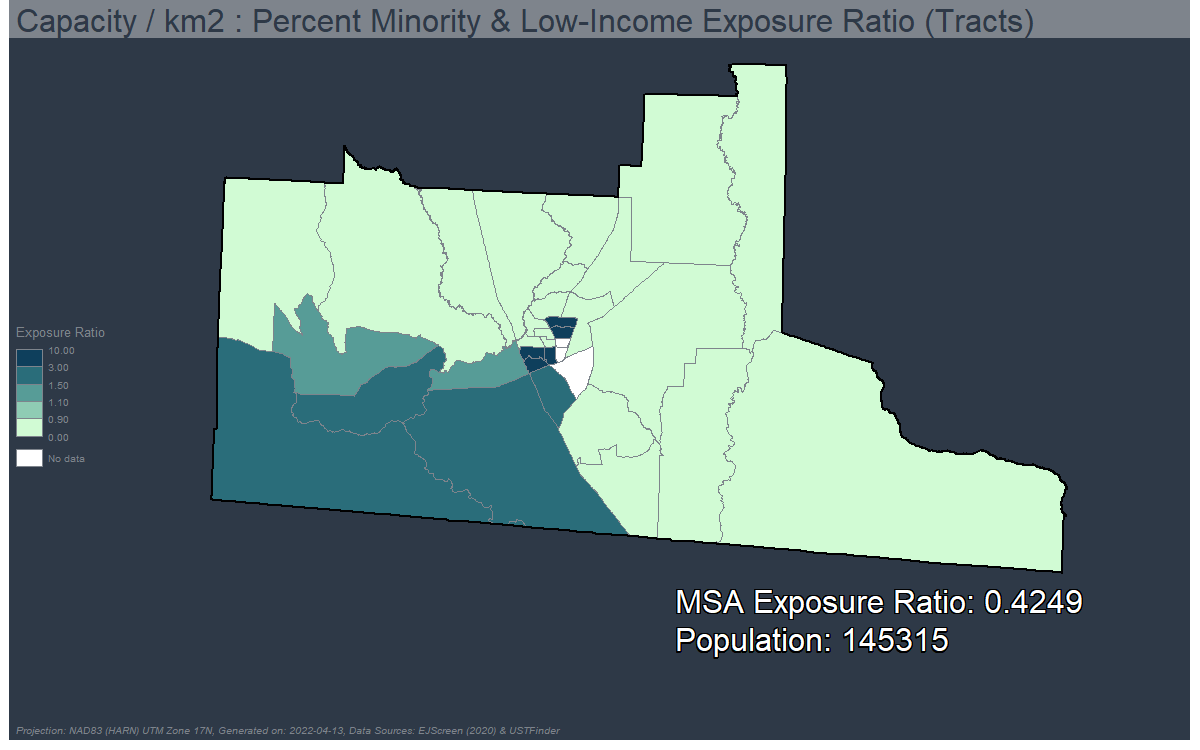 Capacity / km2 : Percent Minority & Low-Income Exposure Ratio (Tracts)
Exposure Ratio
10.00
3.00
1.50
1.10
0.90
0.00
No data
MSA Exposure Ratio: 0.4249
Population: 145315
Projection: NAD83 (HARN) UTM Zone 17N, Generated on: 2022-04-13, Data Sources: EJScreen (2020) & USTFinder